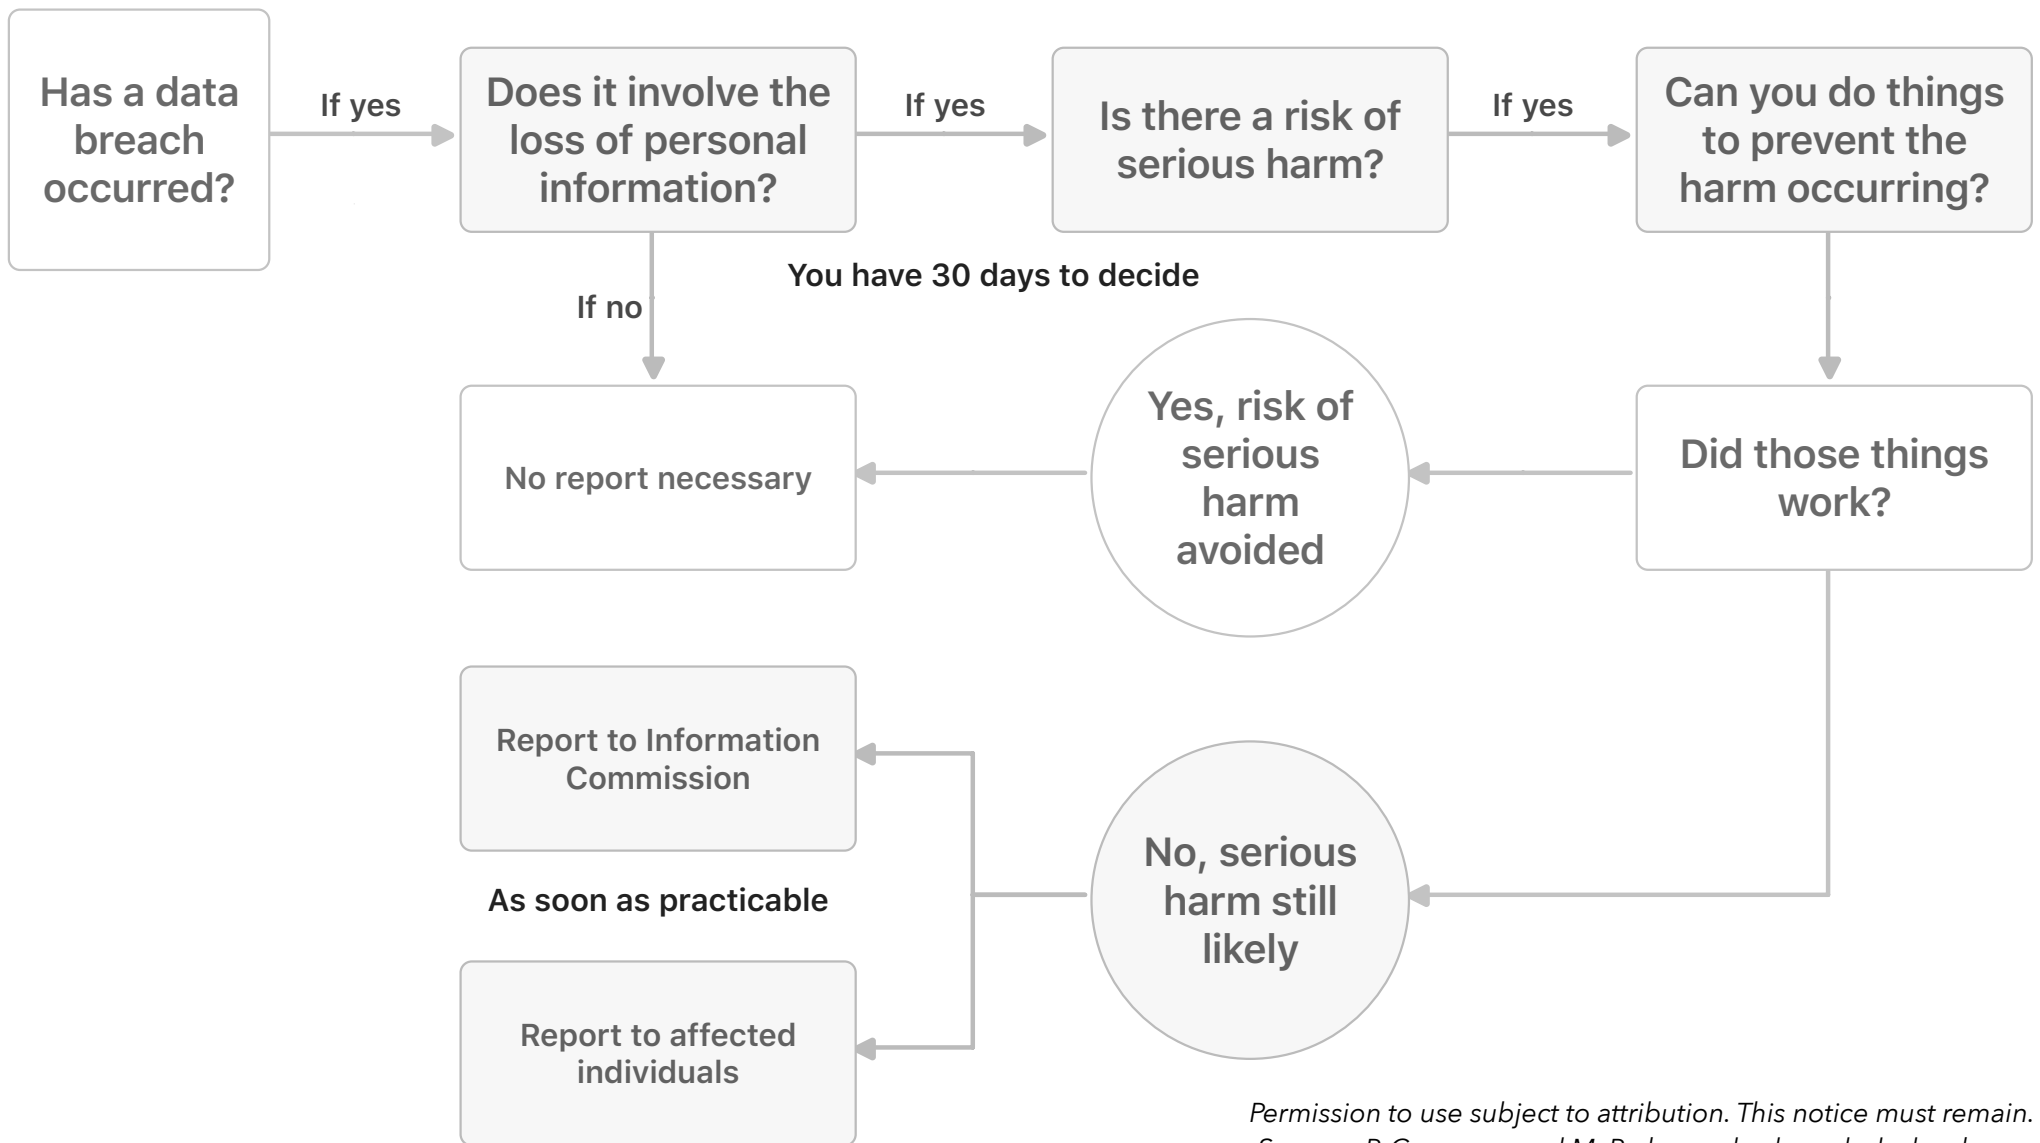 Has a data
breach
occurred?
If yes
Does it involve the
loss of personal
information?
If yes
Is there a risk of
serious harm?
If yes
Can you do things
to prevent the
harm occurring?
You have 30 days to decide
If no
No report necessary
Yes, risk of
serious
harm
avoided
Did those things
work?
Report to Information
Commission
As soon as practicable
No, serious
harm still
likely
Report to affected
individuals
Permission to use subject to attribution. This notice must remain.